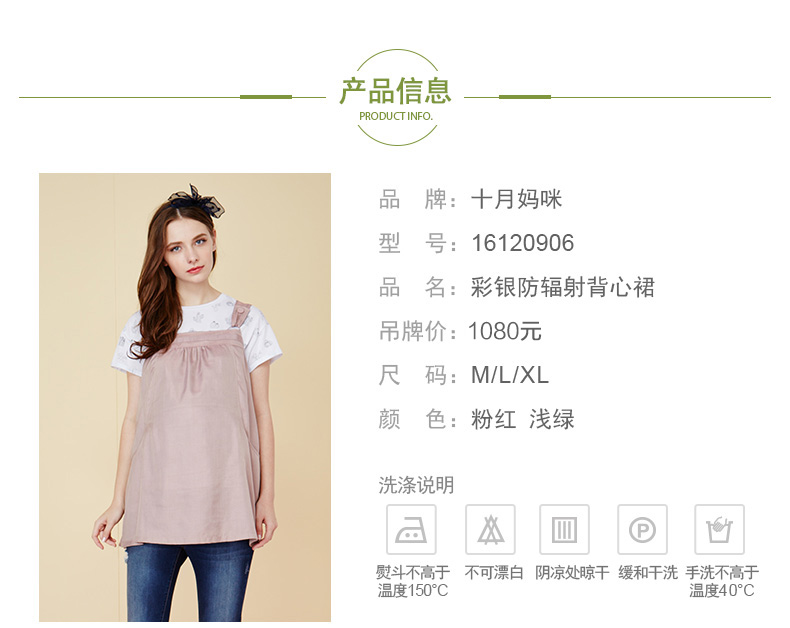 产品信息
PRODUCT INFO.
品 牌：十月妈咪
型 号：16120906
品 名：彩银防辐射背心裙
吊牌价：1080元
尺 码：M/L/XL
颜 色：粉红 浅绿
洗涤说明
P
熨斗不高于
温度150°C
不可漂白
阴凉处晾干
缓和干洗
手洗不高于
温度40°C